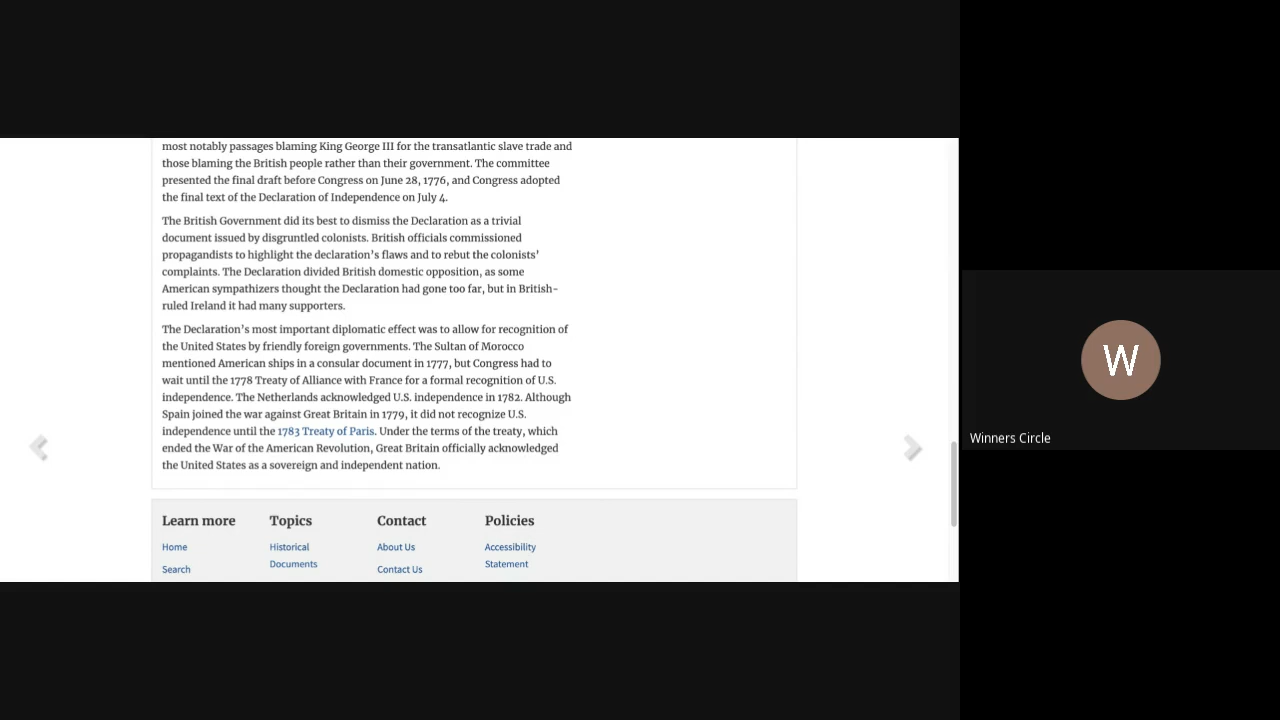 most notably passages blaming King George III for the transatlantic slave trade and
those blaming the British people rather than their government. The committee
presented the final draft before Congress on June 28, 1776, and Congress adopted
the final text of the Declaration of Independence on July 4.
The British Government did its best to dismiss the Declaration as a trivial
document issued by disgruntled colonists. British officials commissioned
propagandists to highlight the declaration’s flaws and to rebut the colonists’
complaints. The Declaration divided British domestic opposition, as some
American sympathizers thought the Declaration had gone too far, but in British-
ruled Ireland it had many supporters.
The Declaration’s most important diplomatic effect was to allow for recognition of
the United States by friendly foreign governments. The Sultan of Morocco
mentioned American ships in a consular document in 1777, but Congress had to
wait until the 1778 Treaty of Alliance with France for a formal recognition of U.S.
independence. The Netherlands acknowledged U.S. independence in 1782. Although
Spain joined the war against Great Britain in 1779, it did not recognize U.S.
independence until the 1783 Treaty of Paris. Under the terms of the treaty, which
ended the War of the American Revolution, Great Britain officially acknowledged
the United States as a sovereign and independent nation.
Learn more
Home
Search
Topics
Historical
Documents
Contact
About Us
Contact Us
Policies
Accessibility
Statement
W
Winners Circle